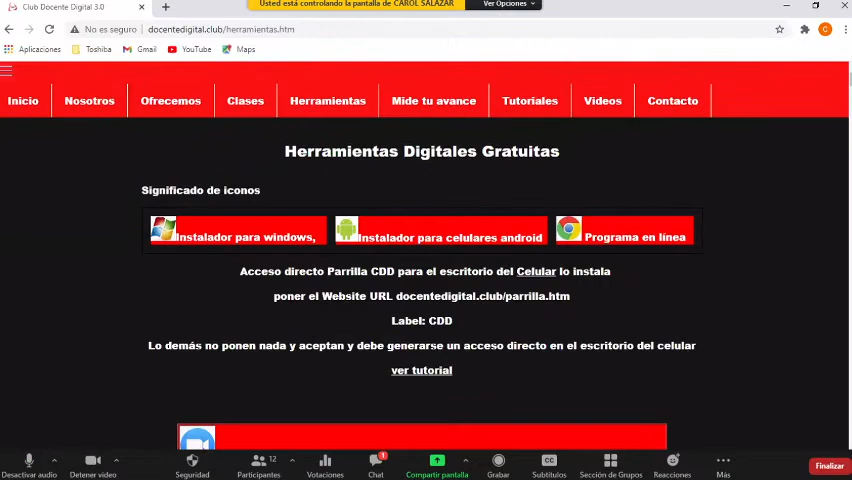 Usted está controlando la pantalla de CAROL SALAZAR
Ver Opciones
Club Docente Digital 3.0
No es seguro
docentedigital.club/herramientas.htm
C
Aplicaciones
Toshiba
Gmail
YouTube
Maps
Inicio
Nosotros
Ofrecemos
Clases
Herramientas
Mide tu avance
Tutoriales
Videos
Contacto
Herramientas Digitales Gratuitas
Significado de iconos
Instalador para windows,
Instalador para celulares android
Programa en línea
Acceso directo Parrilla CDD para el escritorio del Celular lo instala
poner el Website URL docentedigital.club/parrilla.htm
Label: CDD
Lo demás no ponen nada y aceptan y debe generarse un acceso directo en el escritorio del celular
ver tutorial
12
1
CC
Desactivar audio
Detener video
Seguridad
Participantes
Votaciones
Chat
Compartir pantalla
Grabar
Subtítulos
Sección de Grupos
Reacciones
Más
Finalizar